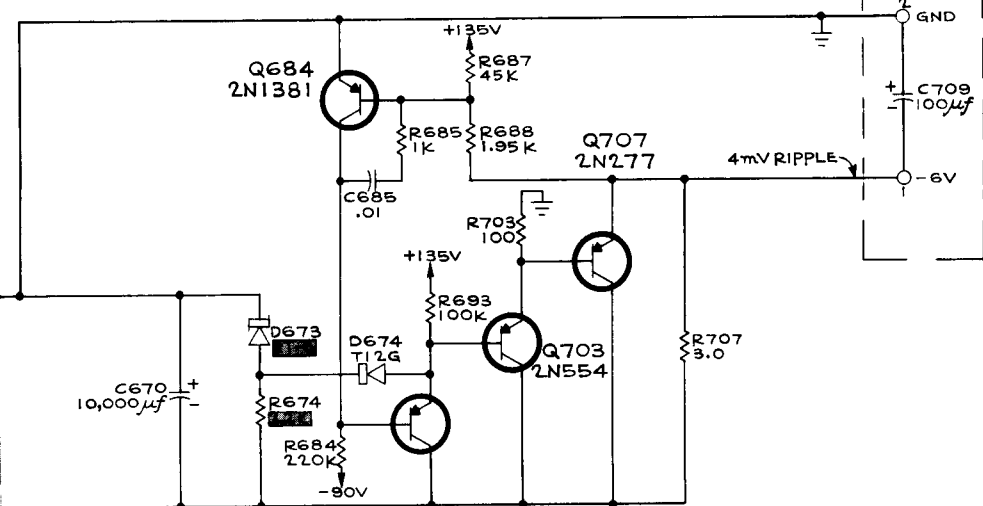 2
GND
+135V
R687
45K
Q684
2N1381
C709
100µf
+
-
R685
1K
R688
1.95K
Q707
2N277
4mV RIPPLE
-6V
1
C685
.01
R703
100
+135V
R693
100K
D673
D674
T12G
Q703
2N554
R707
3.0
C670
10,000µf
+
-
R674
R684
220K
-90V